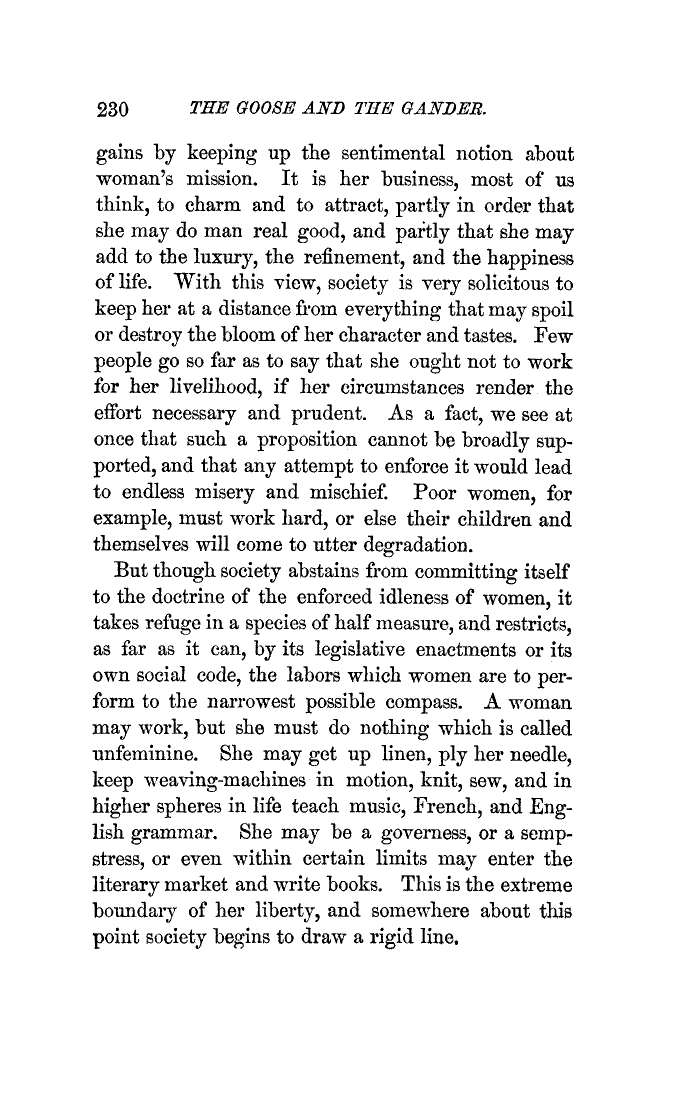 230 THE GOOSE AND THE GANDER.
gains by keeping up the sentimental notion about
woman's mission. It is her business, most of us
think, to charm and to attract, partly in order that
she may do man real good, and partly that she may
add to the luxury, the refinement, and the happiness
of life. With this view, society is very solicitous to
keep her at a distance from everything that may spoil
or destroy the bloom of her character and tastes. Few
people go so far as to say that she ought not to work
for her livelihood, if her circumstances render the
effort necessary and prudent. As a fact, we see at
once that such a proposition cannot be broadly sup-
ported, and that any attempt to enforce it would lead
to endless misery and mischief. Poor women, for
example, must work hard, or else their children and
themselves will come to utter degradation.
But though society abstains from committing itself
to the doctrine of the enforced idleness of women, it
takes refuge in a species of half measure, and restricts,
as far as it can, by its legislative enactments or its
own social code, the labors which women are to per-
form to the narrowest possible compass. A woman
may work, but she must do nothing which is called
unfeminine. She may get up linen, ply her needle,
keep weaving-machines in motion, knit, sew, and in
higher spheres in life teach music, French, and Eng-
lish grammar. She may be a governess, or a semp-
stress, or even within certain limits may enter the
literary market and write books. This is the extreme
boundary of her liberty, and somewhere about this
point society begins to draw a rigid line.